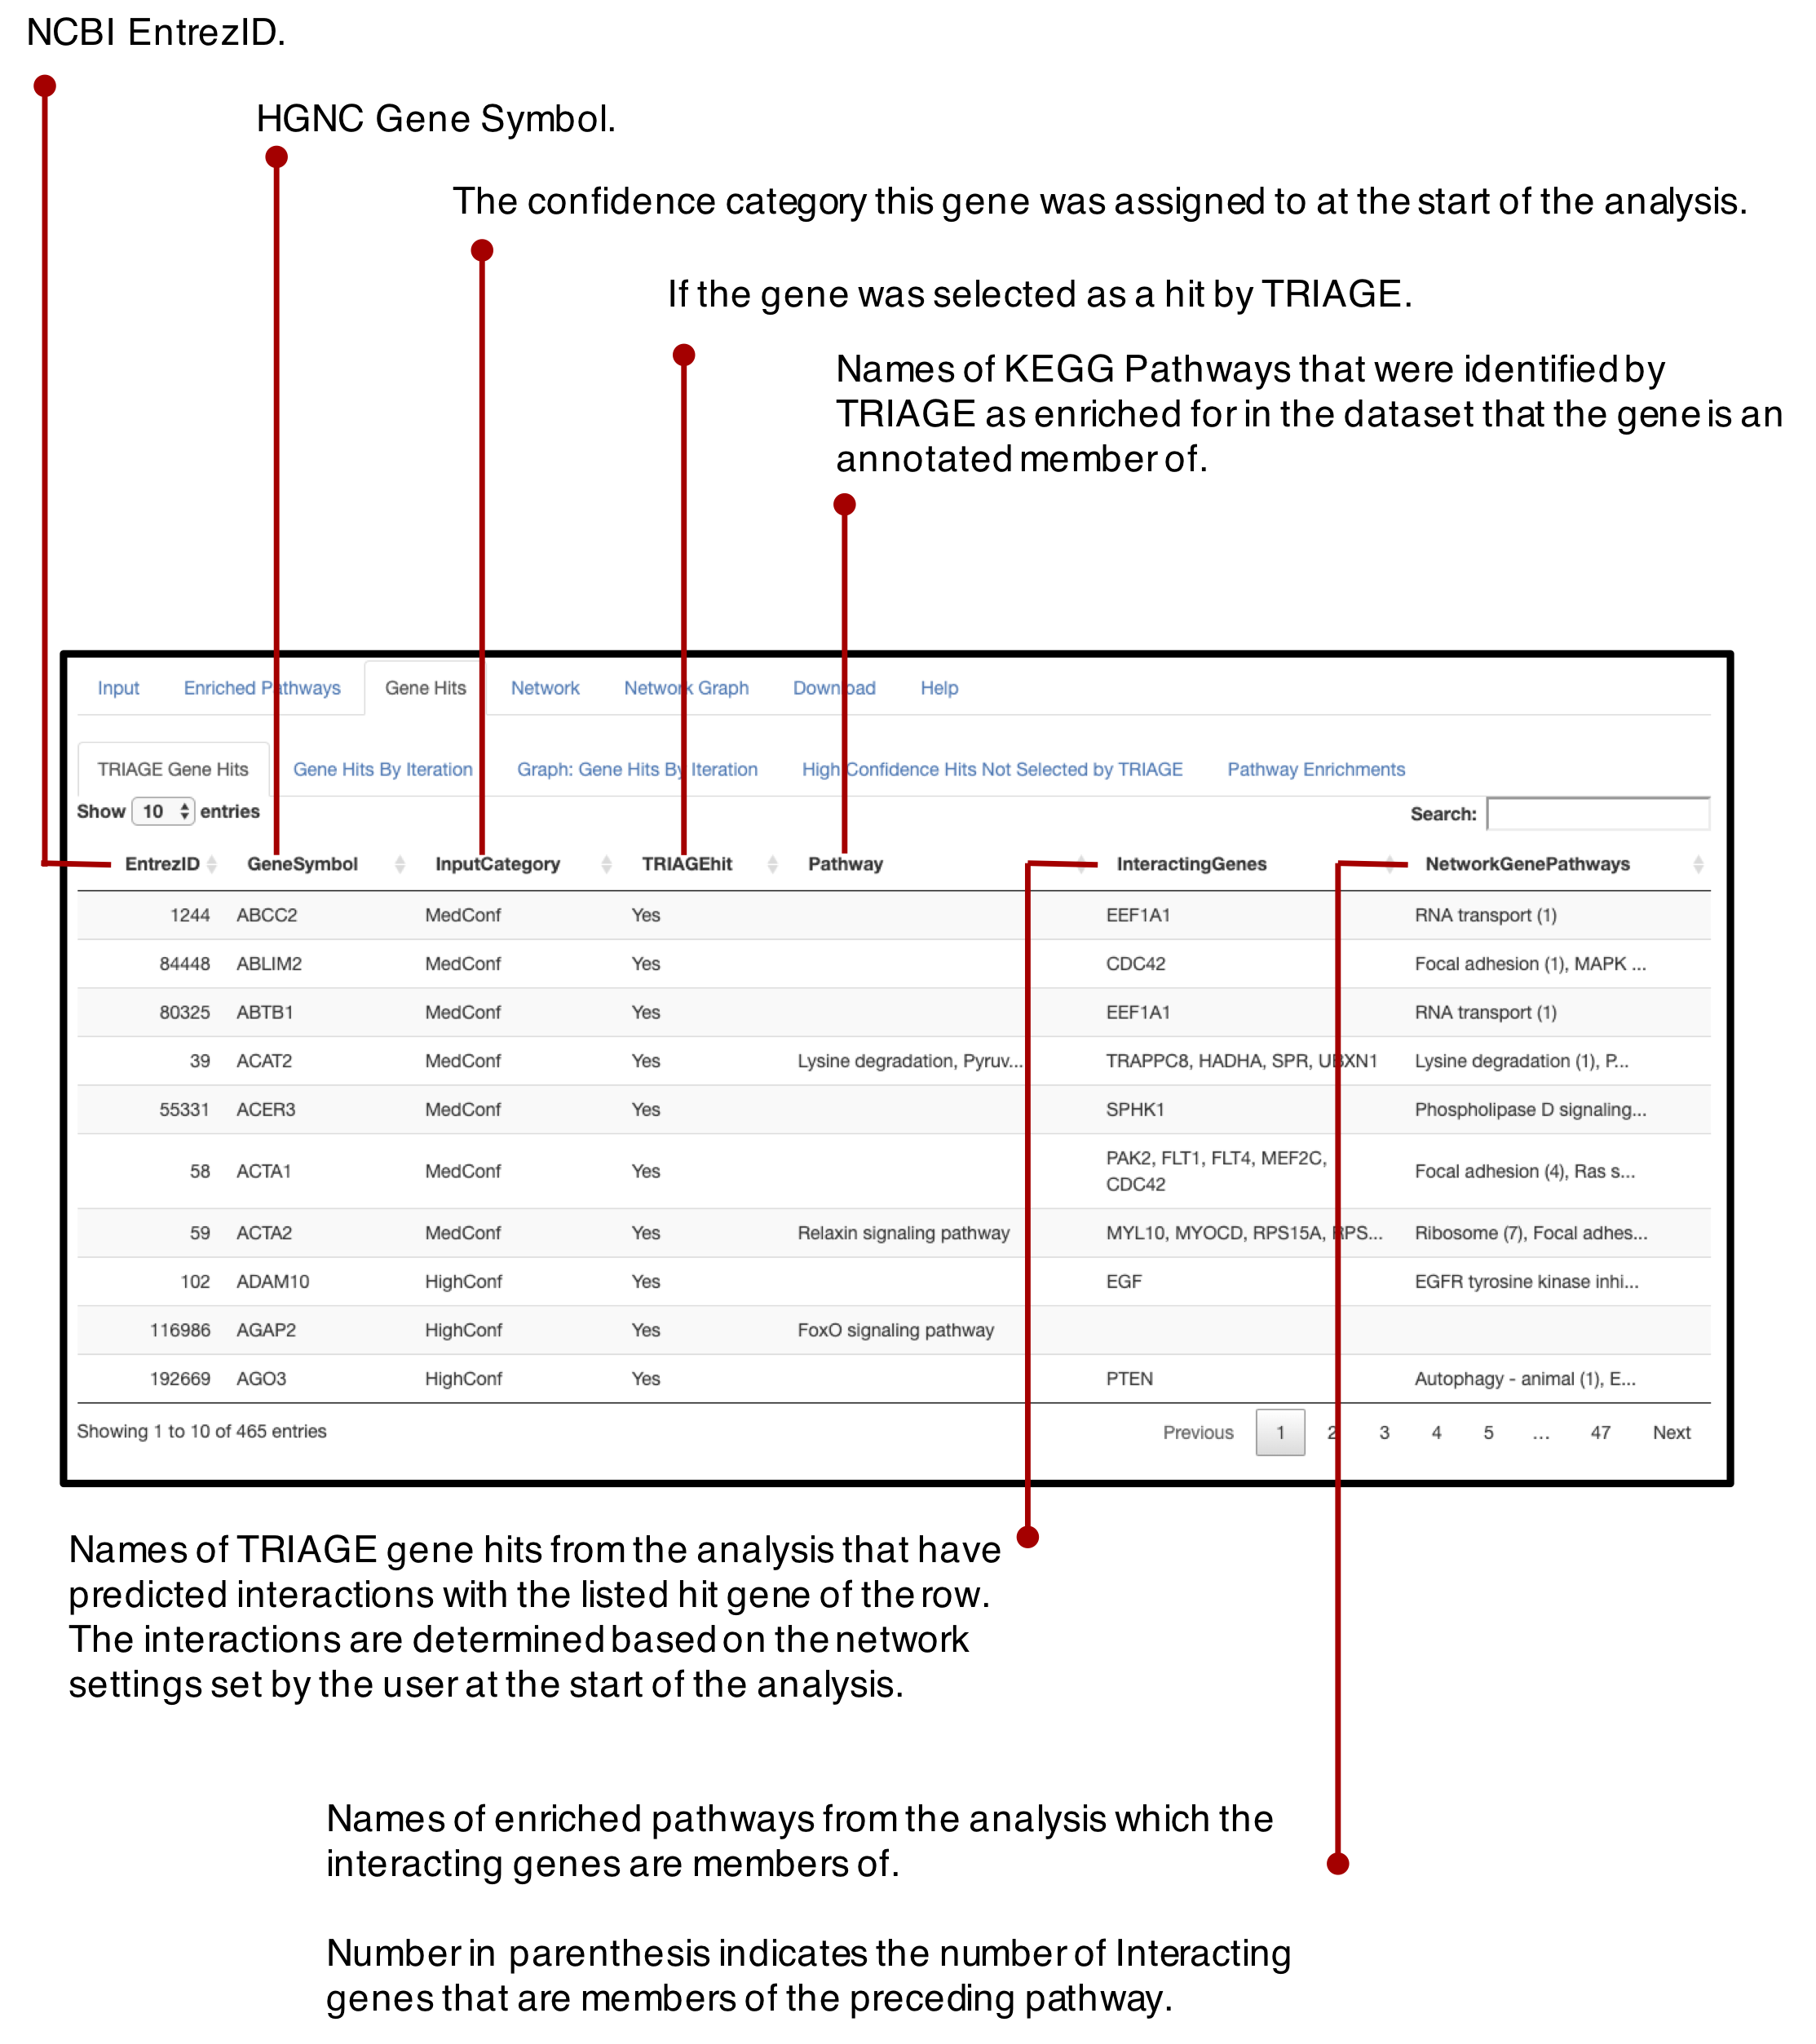 NCBI EntrezID.
HGNC Gene Symbol.
The confidence category this gene was assigned to at the start of the analysis.
If the gene was selected as a hit by TRIAGE.
Names of KEGG Pathways that were identified by
TRIAGE as enriched for in the dataset that the gene is an
annotated member of.
Input Enriched Pathways Gene Hits Network Network Graph Download Help
TRIAGE Gene Hits Gene Hits By Iteration Graph: Gene Hits By Iteration High Confidence Hits Not Selected by TRIAGE Pathway Enrichments
Show 10 entries Search:
EntrezID GeneSymbol InputCategory TRIAGEhit Pathway InteractingGenes NetworkGenePathways
1244 ABCC2 MedConf Yes EEF1A1 RNA transport (1)
84448 ABLIM2 MedConf Yes CDC42 Focal adhesion (1), MAPK ...
80325 ABTB1 MedConf Yes EEF1A1 RNA transport (1)
39 ACAT2 MedConf Yes Lysine degradation, Pyruv... TRAPPC8, HADHA, SPR, UBXN1 Lysine degradation (1), P...
55331 ACER3 MedConf Yes SPHK1 Phospholipase D signaling...
58 ACTA1 MedConf Yes PAK2, FLT1, FLT4, MEF2C, Focal adhesion (4), Ras s...
CDC42
59 ACTA2 MedConf Yes Relaxin signaling pathway MYL10, MYOCD, RPS15A, RPS... Ribosome (7), Focal adhes...
102 ADAM10 HighConf Yes EGF EGFR tyrosine kinase inhi...
116986 AGAP2 HighConf Yes FoxO signaling pathway
192669 AGO3 HighConf Yes PTEN Autophagy - animal (1), E...
Showing 1 to 10 of 465 entries Previous 1 2 3 4 5 ... 47 Next
Names of TRIAGE gene hits from the analysis that have
predicted interactions with the listed hit gene of the row.
The interactions are determined based on the network
settings set by the user at the start of the analysis.
Names of enriched pathways from the analysis which the
interacting genes are members of.
Number in parenthesis indicates the number of Interacting
genes that are members of the preceding pathway.